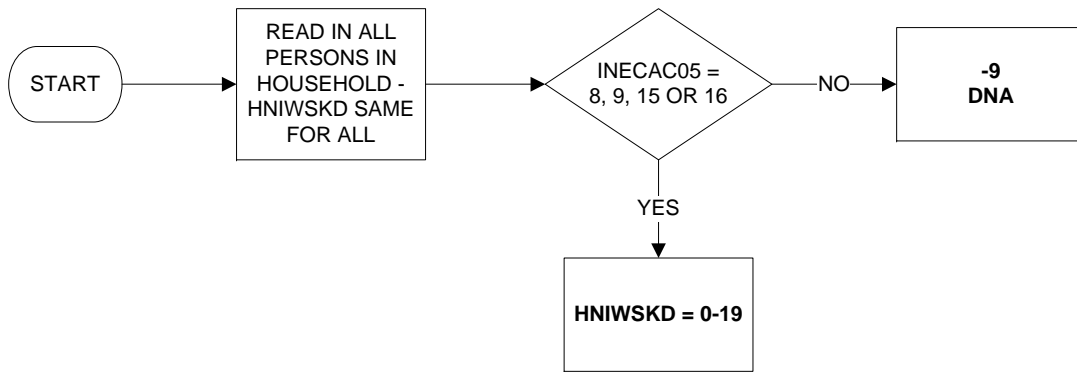 START
READ IN ALL
PERSONS IN
HOUSEHOLD -
HNIWSKD SAME
FOR ALL
INECAC05 =
8, 9, 15 OR 16
NO
-9
DNA
YES
HNIWSKD = 0-19